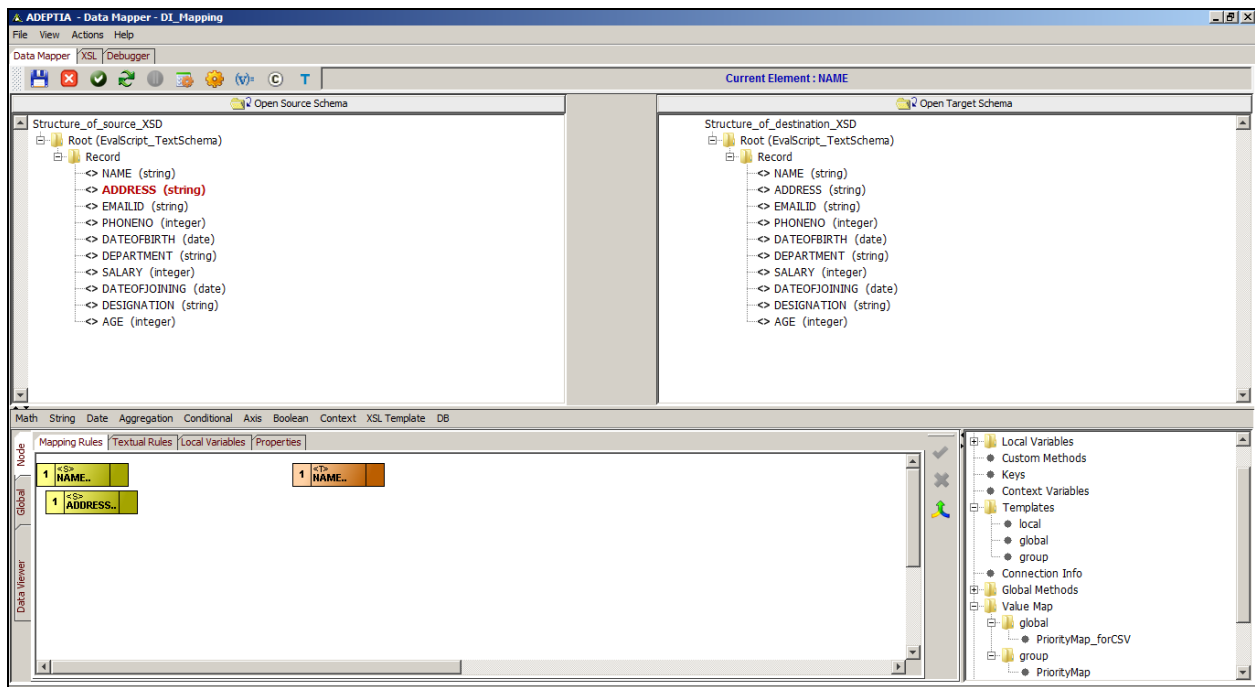 ADEPTIA - Data Mapper - DI_Mapping
File View Actions Help
Data Mapper XSL Debugger
(v)= © T Current Element : NAME
Open Source Schema
Open Target Schema
Structure_of_source_XSD
Root (EvalScript_TextSchema)
Record
<> NAME (string)
<> ADDRESS (string)
<> EMAILID (string)
<> PHONENO (integer)
<> DATEOFBIRTH (date)
<> DEPARTMENT (string)
<> SALARY (integer)
<> DATEOFJOINING (date)
<> DESIGNATION (string)
<> AGE (integer)
Structure_of_destination_XSD
Root (EvalScript_TextSchema)
Record
<> NAME (string)
<> ADDRESS (string)
<> EMAILID (string)
<> PHONENO (integer)
<> DATEOFBIRTH (date)
<> DEPARTMENT (string)
<> SALARY (integer)
<> DATEOFJOINING (date)
<> DESIGNATION (string)
<> AGE (integer)
Math String Date Aggregation Conditional Axis Boolean Context XSL Template DB
Node
Global
Data Viewer
Mapping Rules Textual Rules Local Variables Properties
1 <S> NAME..
1 <T> NAME..
1 <S> ADDRESS..
Local Variables
Custom Methods
Keys
Context Variables
Templates
local
global
group
Connection Info
Global Methods
Value Map
global
PriorityMap_forCSV
group
PriorityMap